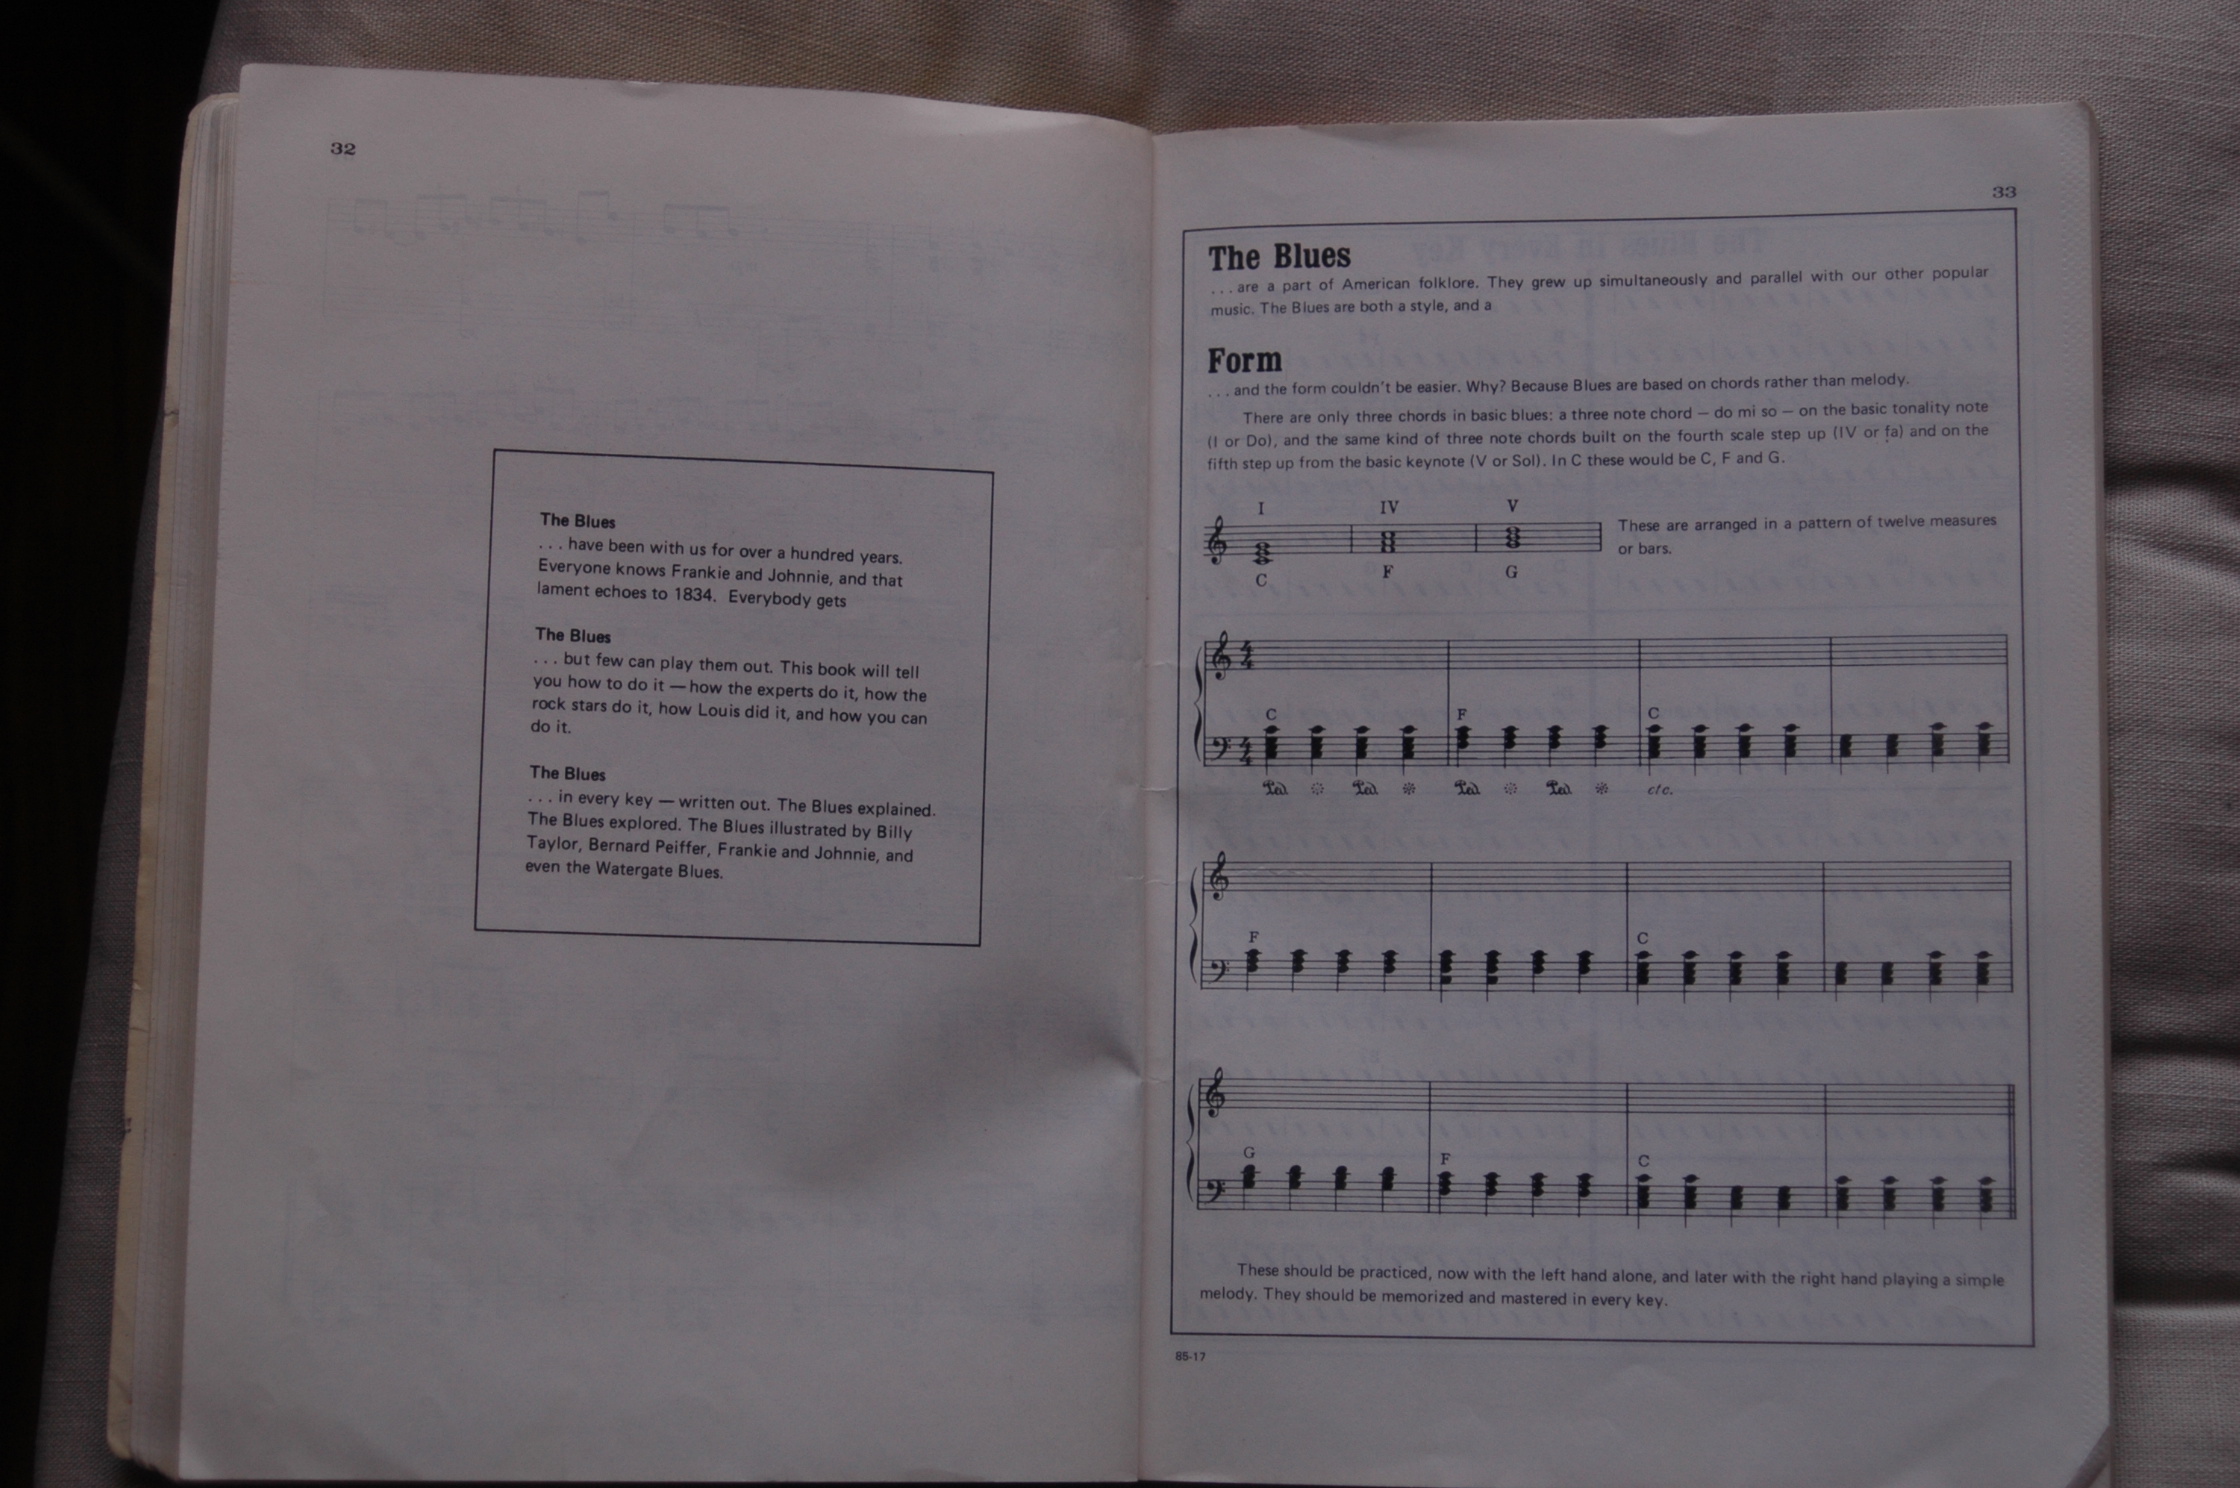 32
The Blues
. . . have been with us for over a hundred years.
Everyone knows Frankie and Johnnie, and that
lament echoes to 1834. Everybody gets
The Blues
. . . but few can play them out. This book will tell
you how to do it — how the experts do it, how the
rock stars do it, how Louis did it, and how you can
do it.
The Blues
. . . in every key — written out. The Blues explained.
The Blues explored. The Blues illustrated by Billy
Taylor, Bernard Peiffer, Frankie and Johnnie, and
even the Watergate Blues.
33
The Blues
. . . are a part of American folklore. They grew up simultaneously and parallel with our other popular
music. The Blues are both a style, and a
Form
. . . and the form couldn't be easier. Why? Because Blues are based on chords rather than melody.
There are only three chords in basic blues: a three note chord — do mi so — on the basic tonality note
(I or Do), and the same kind of three note chords built on the fourth scale step up (IV or fa) and on the
fifth step up from the basic keynote (V or Sol). In C these would be C, F and G.
I IV V
C F G
These are arranged in a pattern of twelve measures
or bars.
4 4
C F C
4 4
Ped Ped Ped Ped etc.
F C
G F C
These should be practiced, now with the left hand alone, and later with the right hand playing a simple
melody. They should be memorized and mastered in every key.
85-17